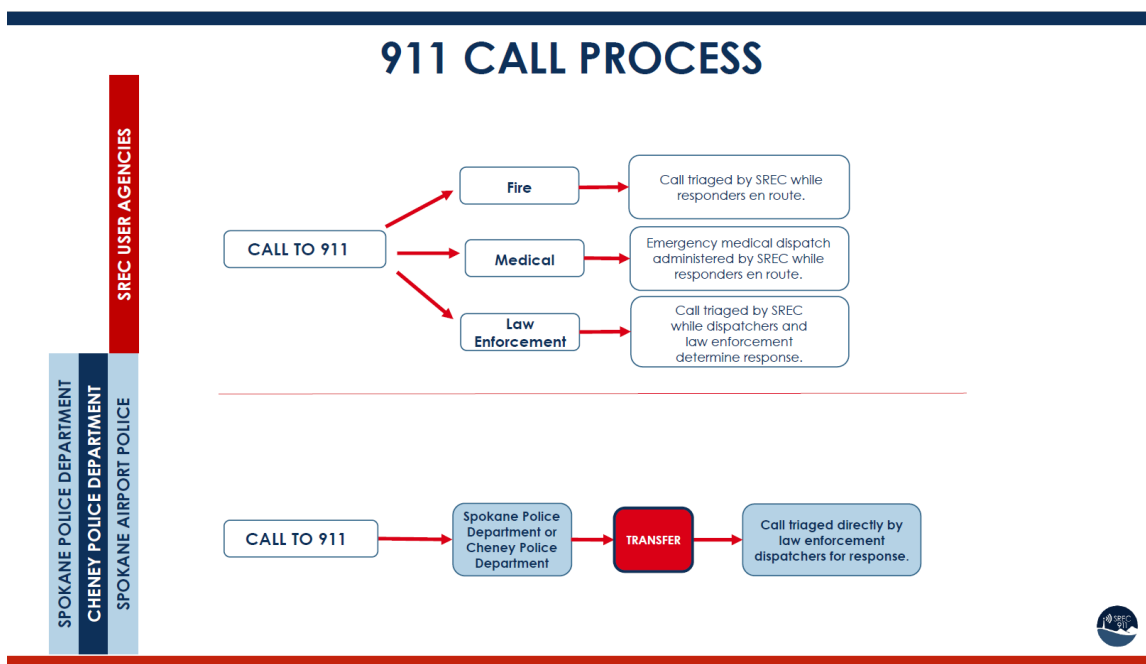 911 CALL PROCESS
SREC USER AGENCIES
Fire
Call triaged by SREC while
responders en route.
CALL TO 911
Medical
Emergency medical dispatch
administered by SREC while
responders en route.
Law
Enforcement
Call triaged by SREC
while dispatchers and
law enforcement
determine response.
SPOKANE POLICE DEPARTMENT
CHENEY POLICE DEPARTMENT
SPOKANE AIRPORT POLICE
CALL TO 911
Spokane Police
Department or
Cheney Police
Department
TRANSFER
Call triaged directly by
law enforcement
dispatchers for response.
SREC
911